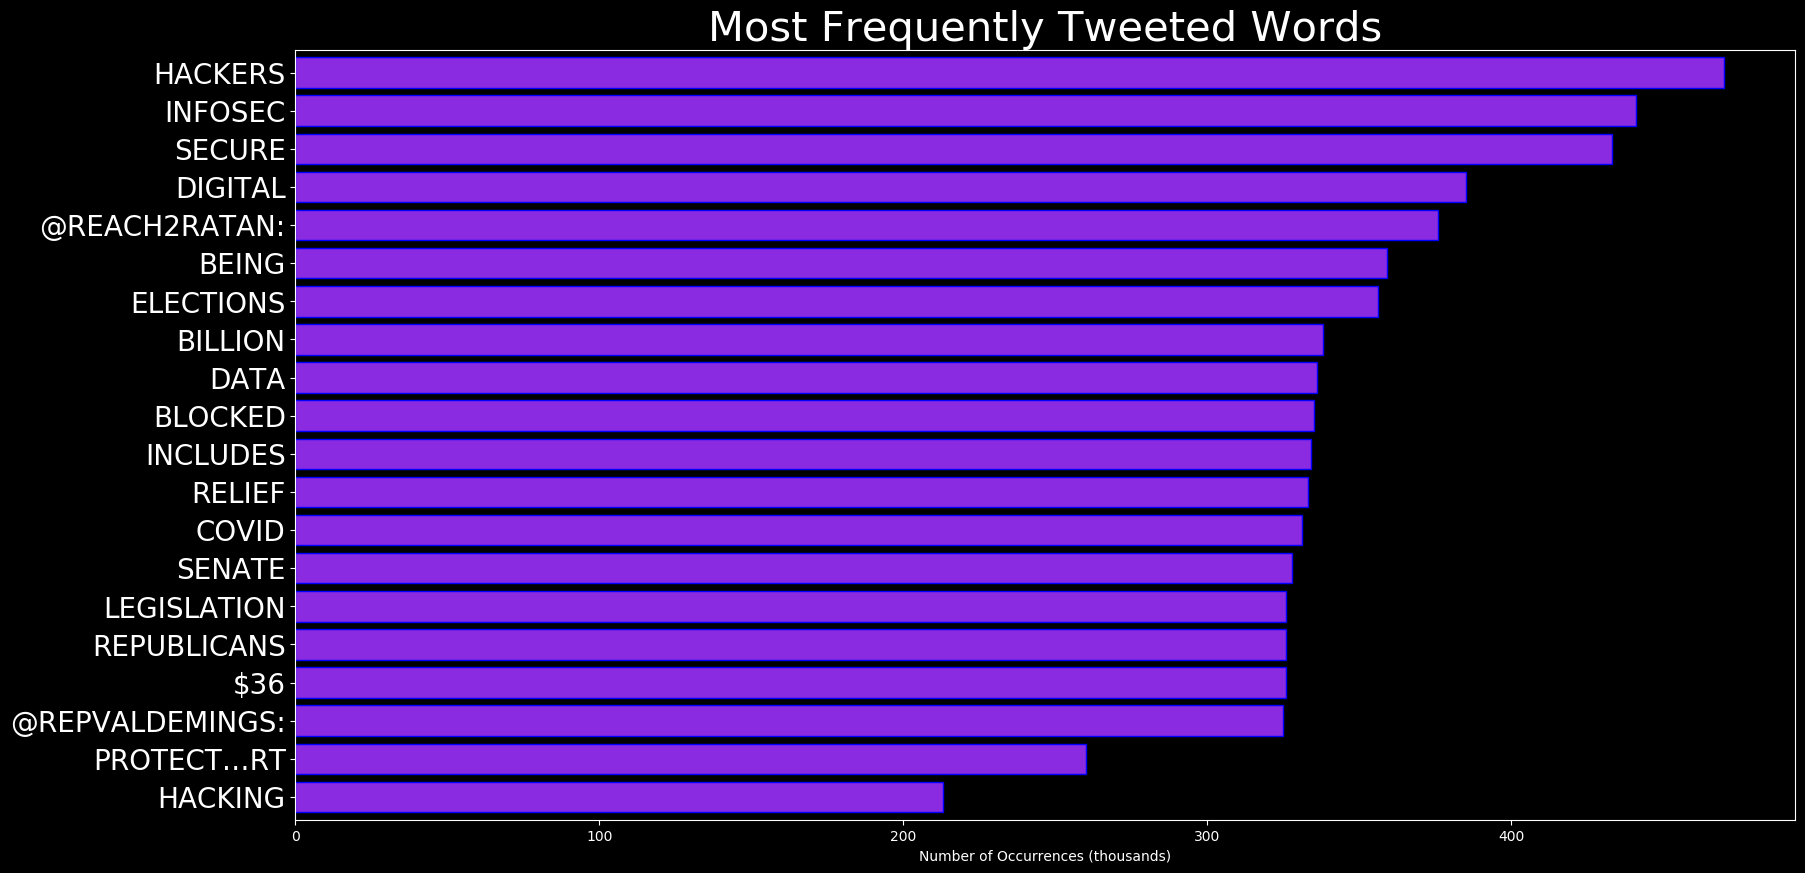 Most Frequently Tweeted Words
HACKERS
INFOSEC
SECURE
DIGITAL
@REACH2RATAN:
BEING
ELECTIONS
BILLION
DATA
BLOCKED
INCLUDES
RELIEF
COVID
SENATE
LEGISLATION
REPUBLICANS
$36
@REPVALDEMINGS:
PROTECT…RT
HACKING
0 100 200 300 400
Number of Occurrences (thousands)